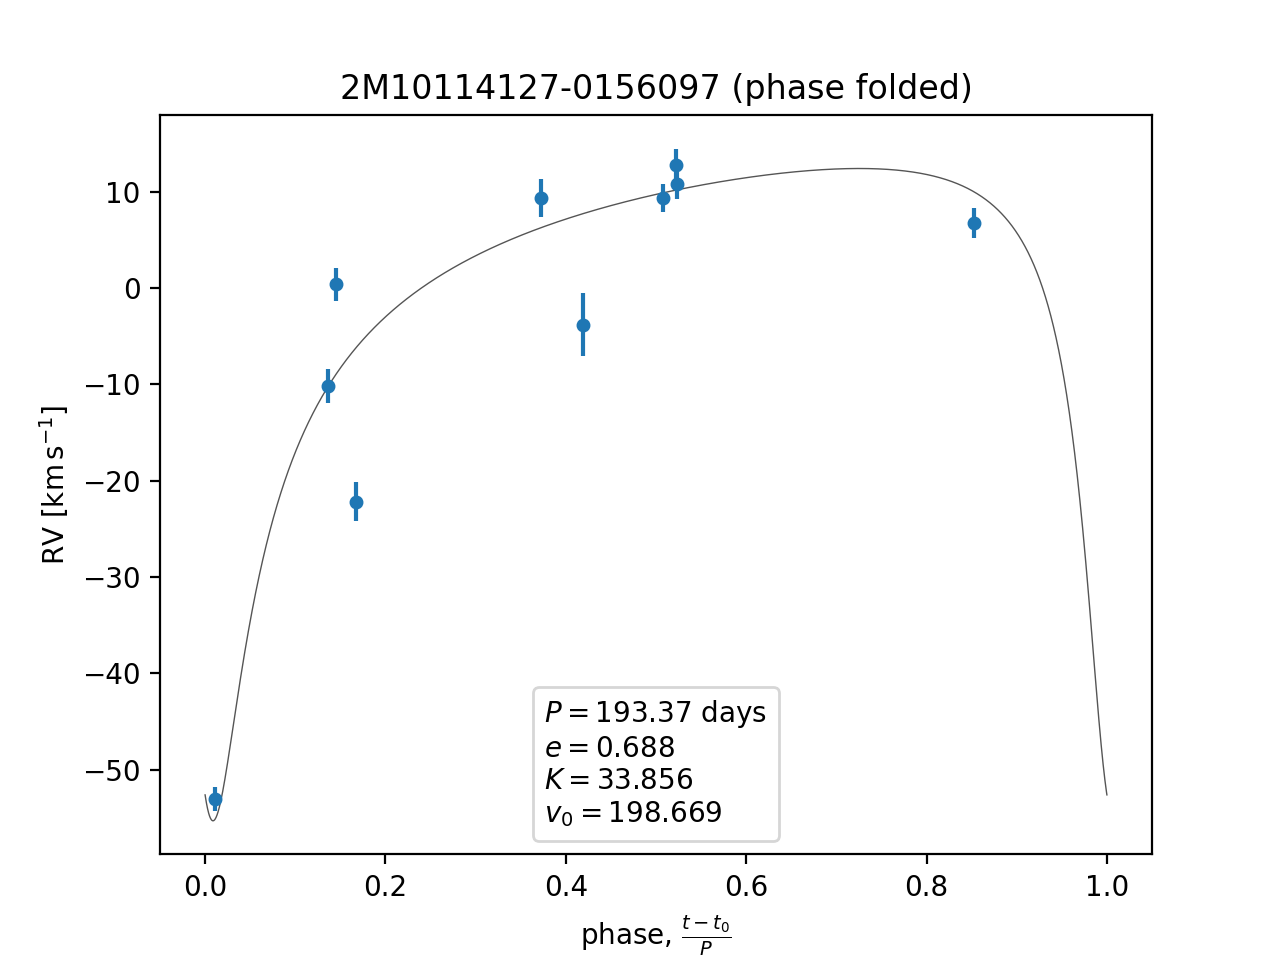 2M10114127-0156097 (phase folded)
10
0
−10
−20
−30
−40
−50
RV [km s⁻¹]
P = 193.37 days
e = 0.688
K = 33.856
v₀ = 198.669
0.0 0.2 0.4 0.6 0.8 1.0
phase, (t − t₀)/P